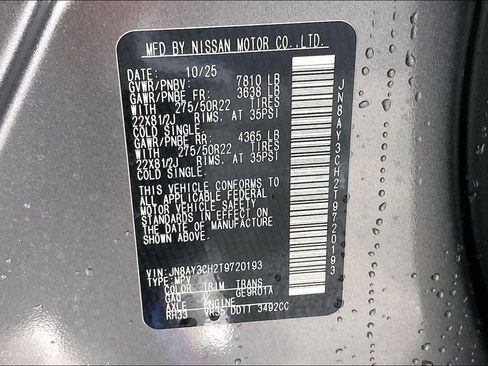 MFD BY NISSAN MOTOR CO.,LTD.
DATE: 10/25
GVWR/PNBV: 7810 LB
GAWR/PNBE FR: 3638 LB
WITH 275/50R22 TIRES
22X81/2J RIMS, AT 35PSI
COLD SINGLE.
GAWR/PNBE RR: 4365 LB
WITH 275/50R22 TIRES
22X81/2J RIMS, AT 35PSI
COLD SINGLE.
THIS VEHICLE CONFORMS TO
ALL APPLICABLE FEDERAL
MOTOR VEHICLE SAFETY
STANDARDS IN EFFECT ON
THE DATE OF MANUFACTURE
SHOWN ABOVE.
VIN: JN8AY3CH2T9720193
TYPE: MPV
COLOR TRIM TRANS
GAQ GE9R01A
AXLE ENGINE
RH33 VR35 DDTT 3492CC
JN8AY3CH2T9720193